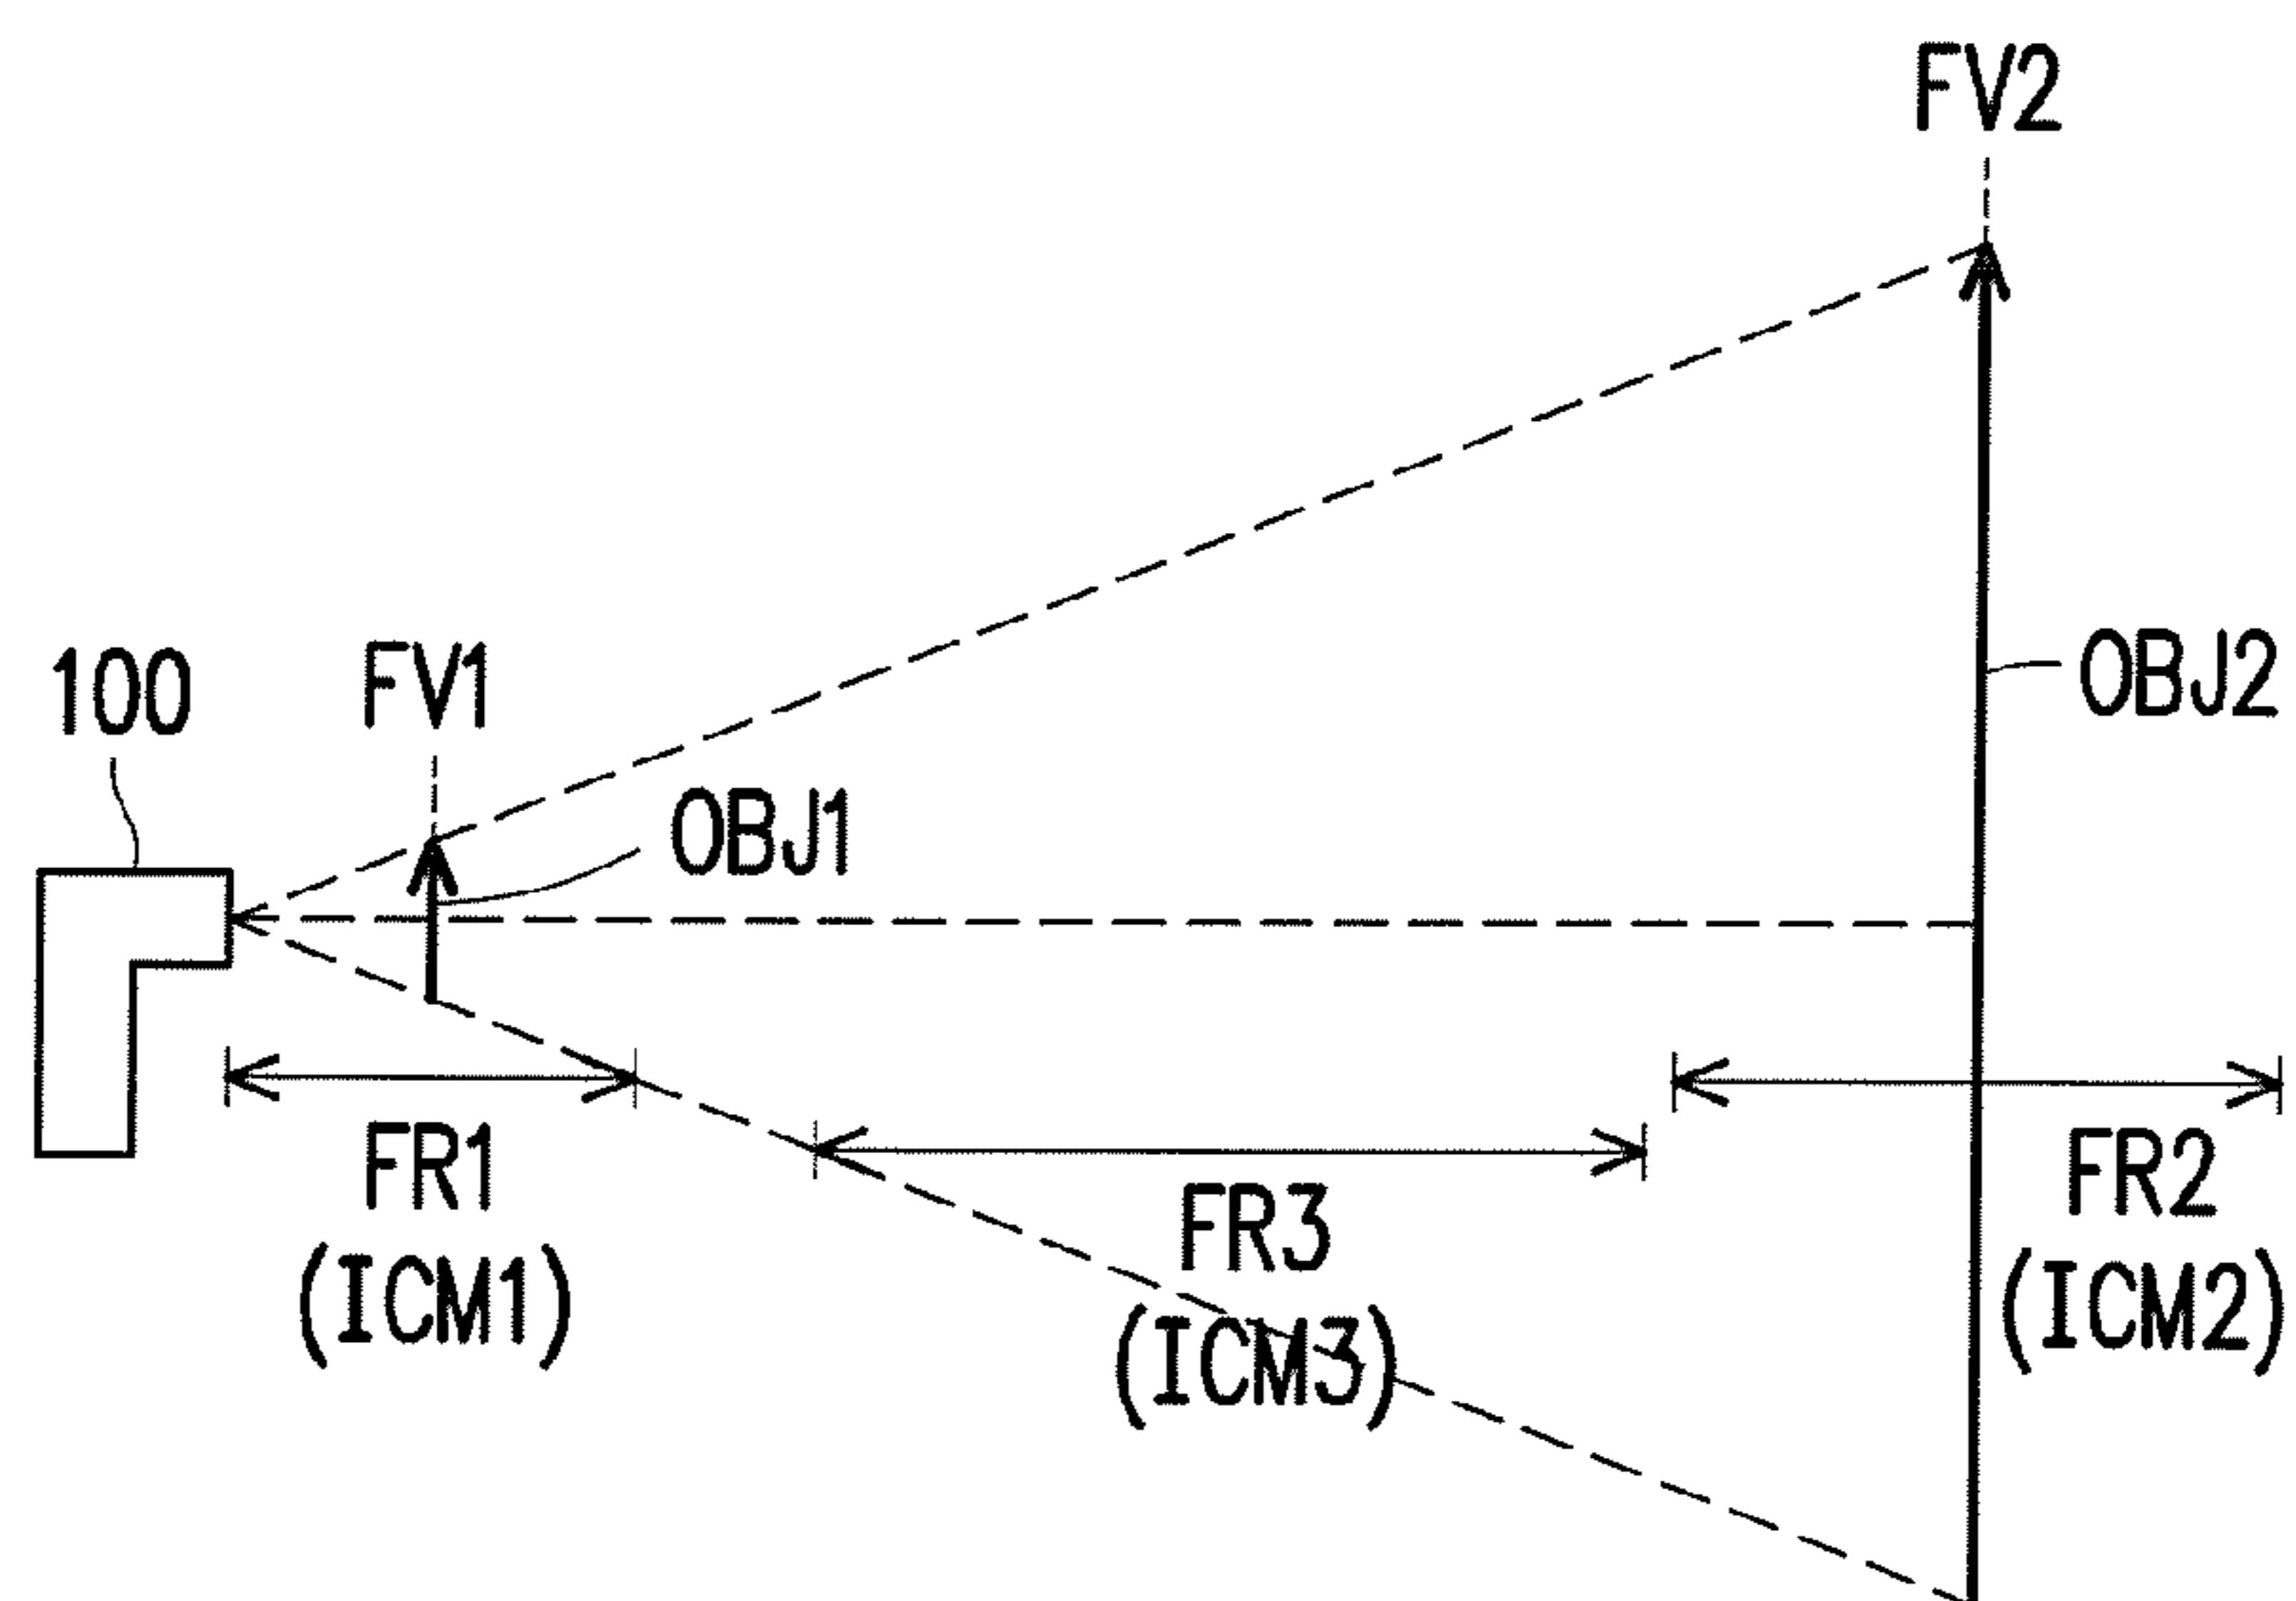 FV2
100
FV1
OBJ2
OBJ1
FR1
(ICM1)
FR3
(ICM3)
FR2
(ICM2)